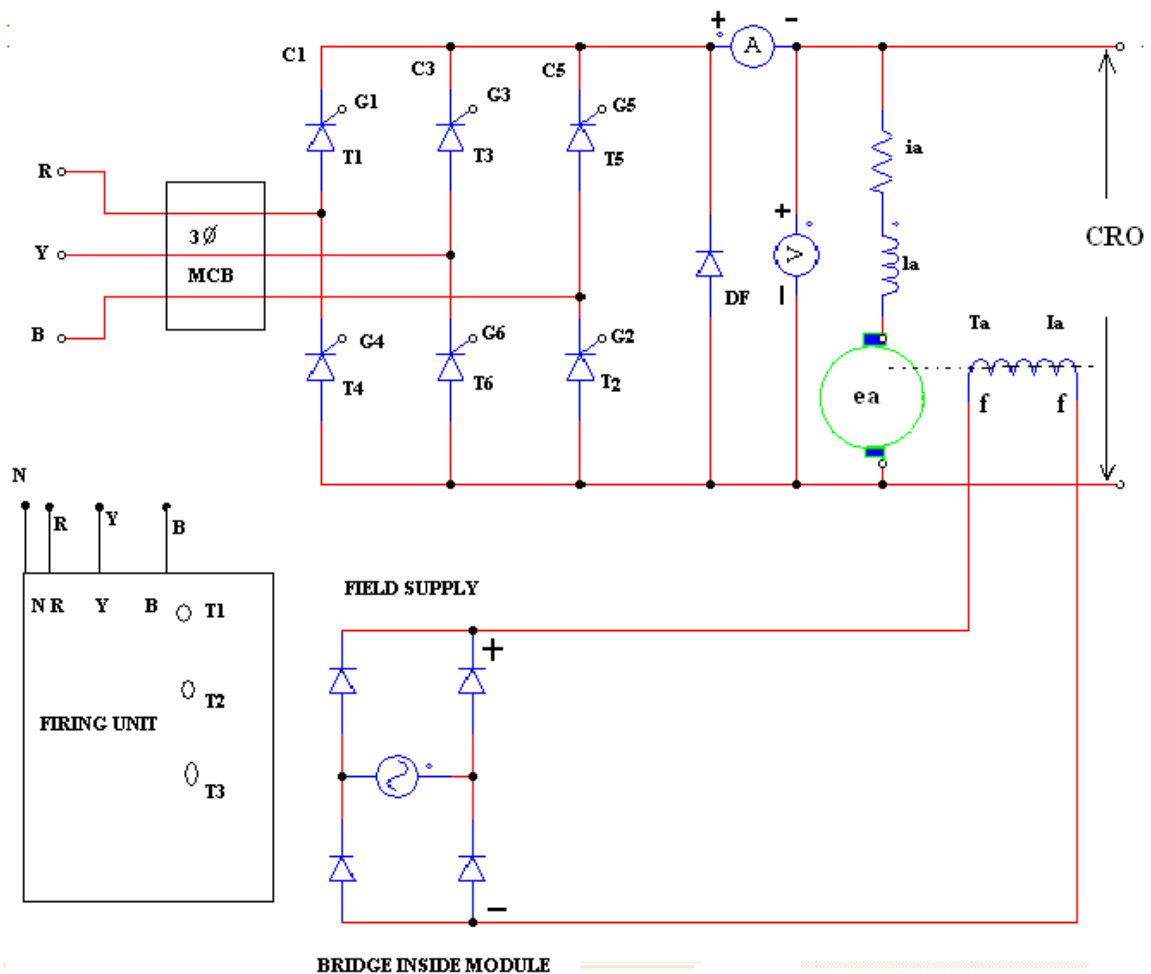 + -
A
C1
C3
C5
G1
G3
G5
T1
T3
T5
R
3Ø
MCB
Y
B
+
V
-
DF
ia
la
CRO
Ta Ia
f f
G4
G6
G2
T4
T6
T2
ea
N
R
Y
B
N R Y B
T1
T2
FIRING UNIT
T3
FIELD SUPPLY
+
-
BRIDGE INSIDE MODULE